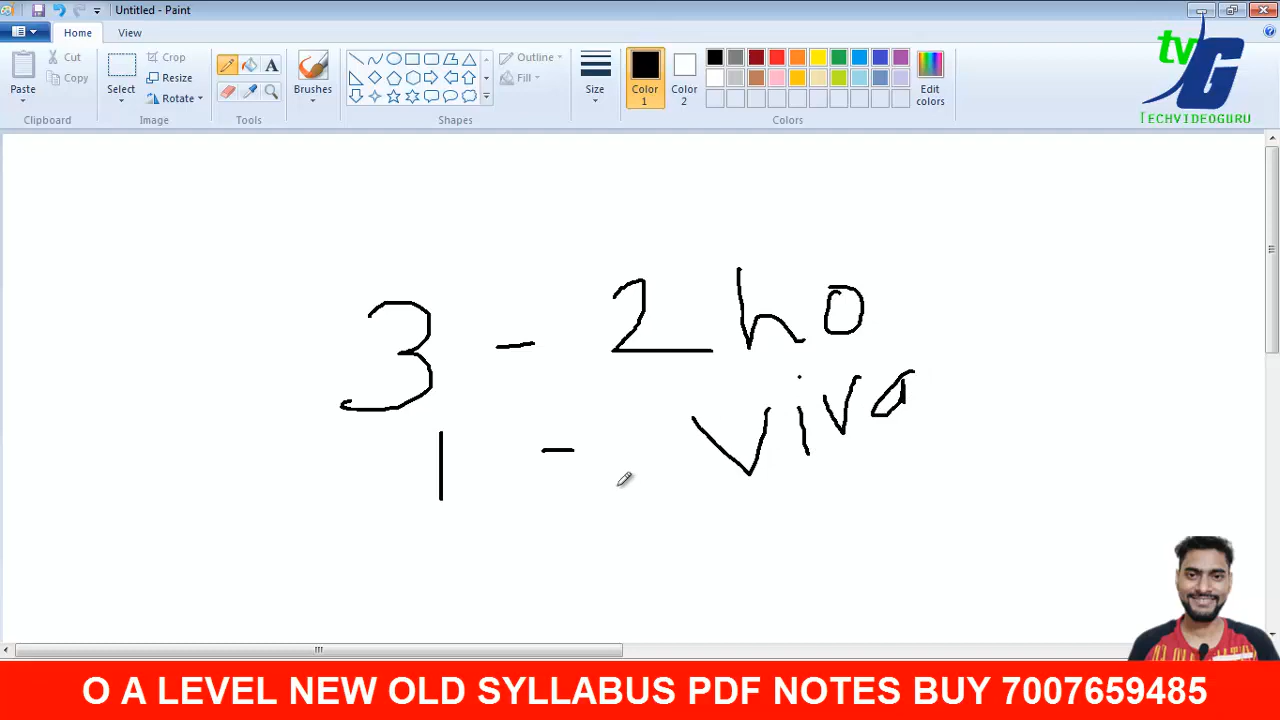 Untitled - Paint
Home View
Paste
Cut
Copy
Clipboard
Select
Crop
Resize
Rotate
Image
A
Tools
Brushes
Outline
Fill
Shapes
Size
Color 1
Color 2
Edit colors
Colors
tv G
TECHVIDEOGURU
3 - 2 ho
1 - viva
O A LEVEL NEW OLD SYLLABUS PDF NOTES BUY 7007659485